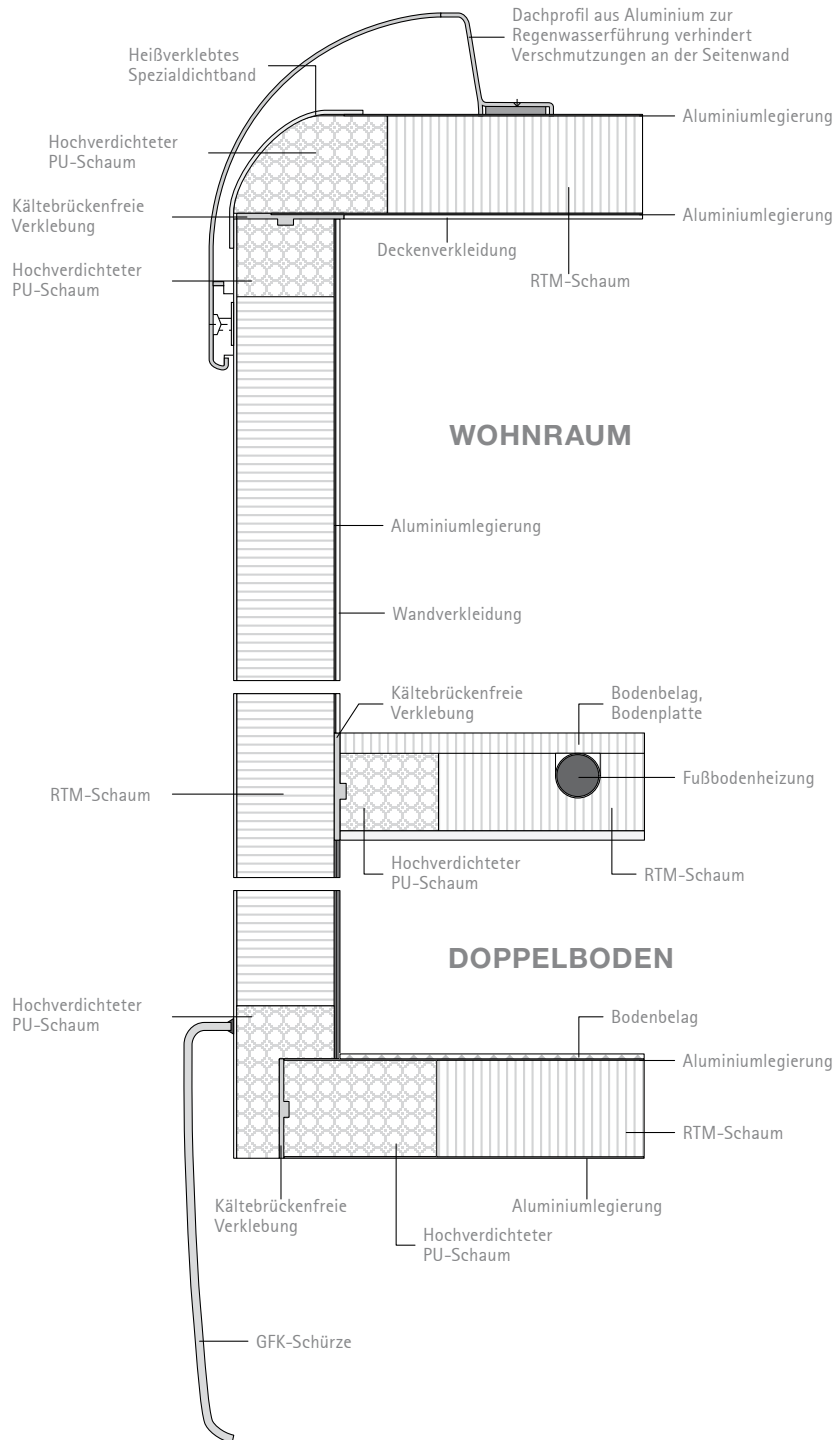 Dachprofil aus Aluminium zur
Regenwasserführung verhindert
Verschmutzungen an der Seitenwand
Heißverklebtes
Spezialdichtband
Aluminiumlegierung
Hochverdichteter
PU-Schaum
Kältebrückenfreie
Verklebung
Aluminiumlegierung
Deckenverkleidung
Hochverdichteter
PU-Schaum
RTM-Schaum
WOHNRAUM
Aluminiumlegierung
Wandverkleidung
Kältebrückenfreie
Verklebung
Bodenbelag,
Bodenplatte
RTM-Schaum
Fußbodenheizung
Hochverdichteter
PU-Schaum
RTM-Schaum
DOPPELBODEN
Hochverdichteter
PU-Schaum
Bodenbelag
Aluminiumlegierung
RTM-Schaum
Kältebrückenfreie
Verklebung
Aluminiumlegierung
Hochverdichteter
PU-Schaum
GFK-Schürze